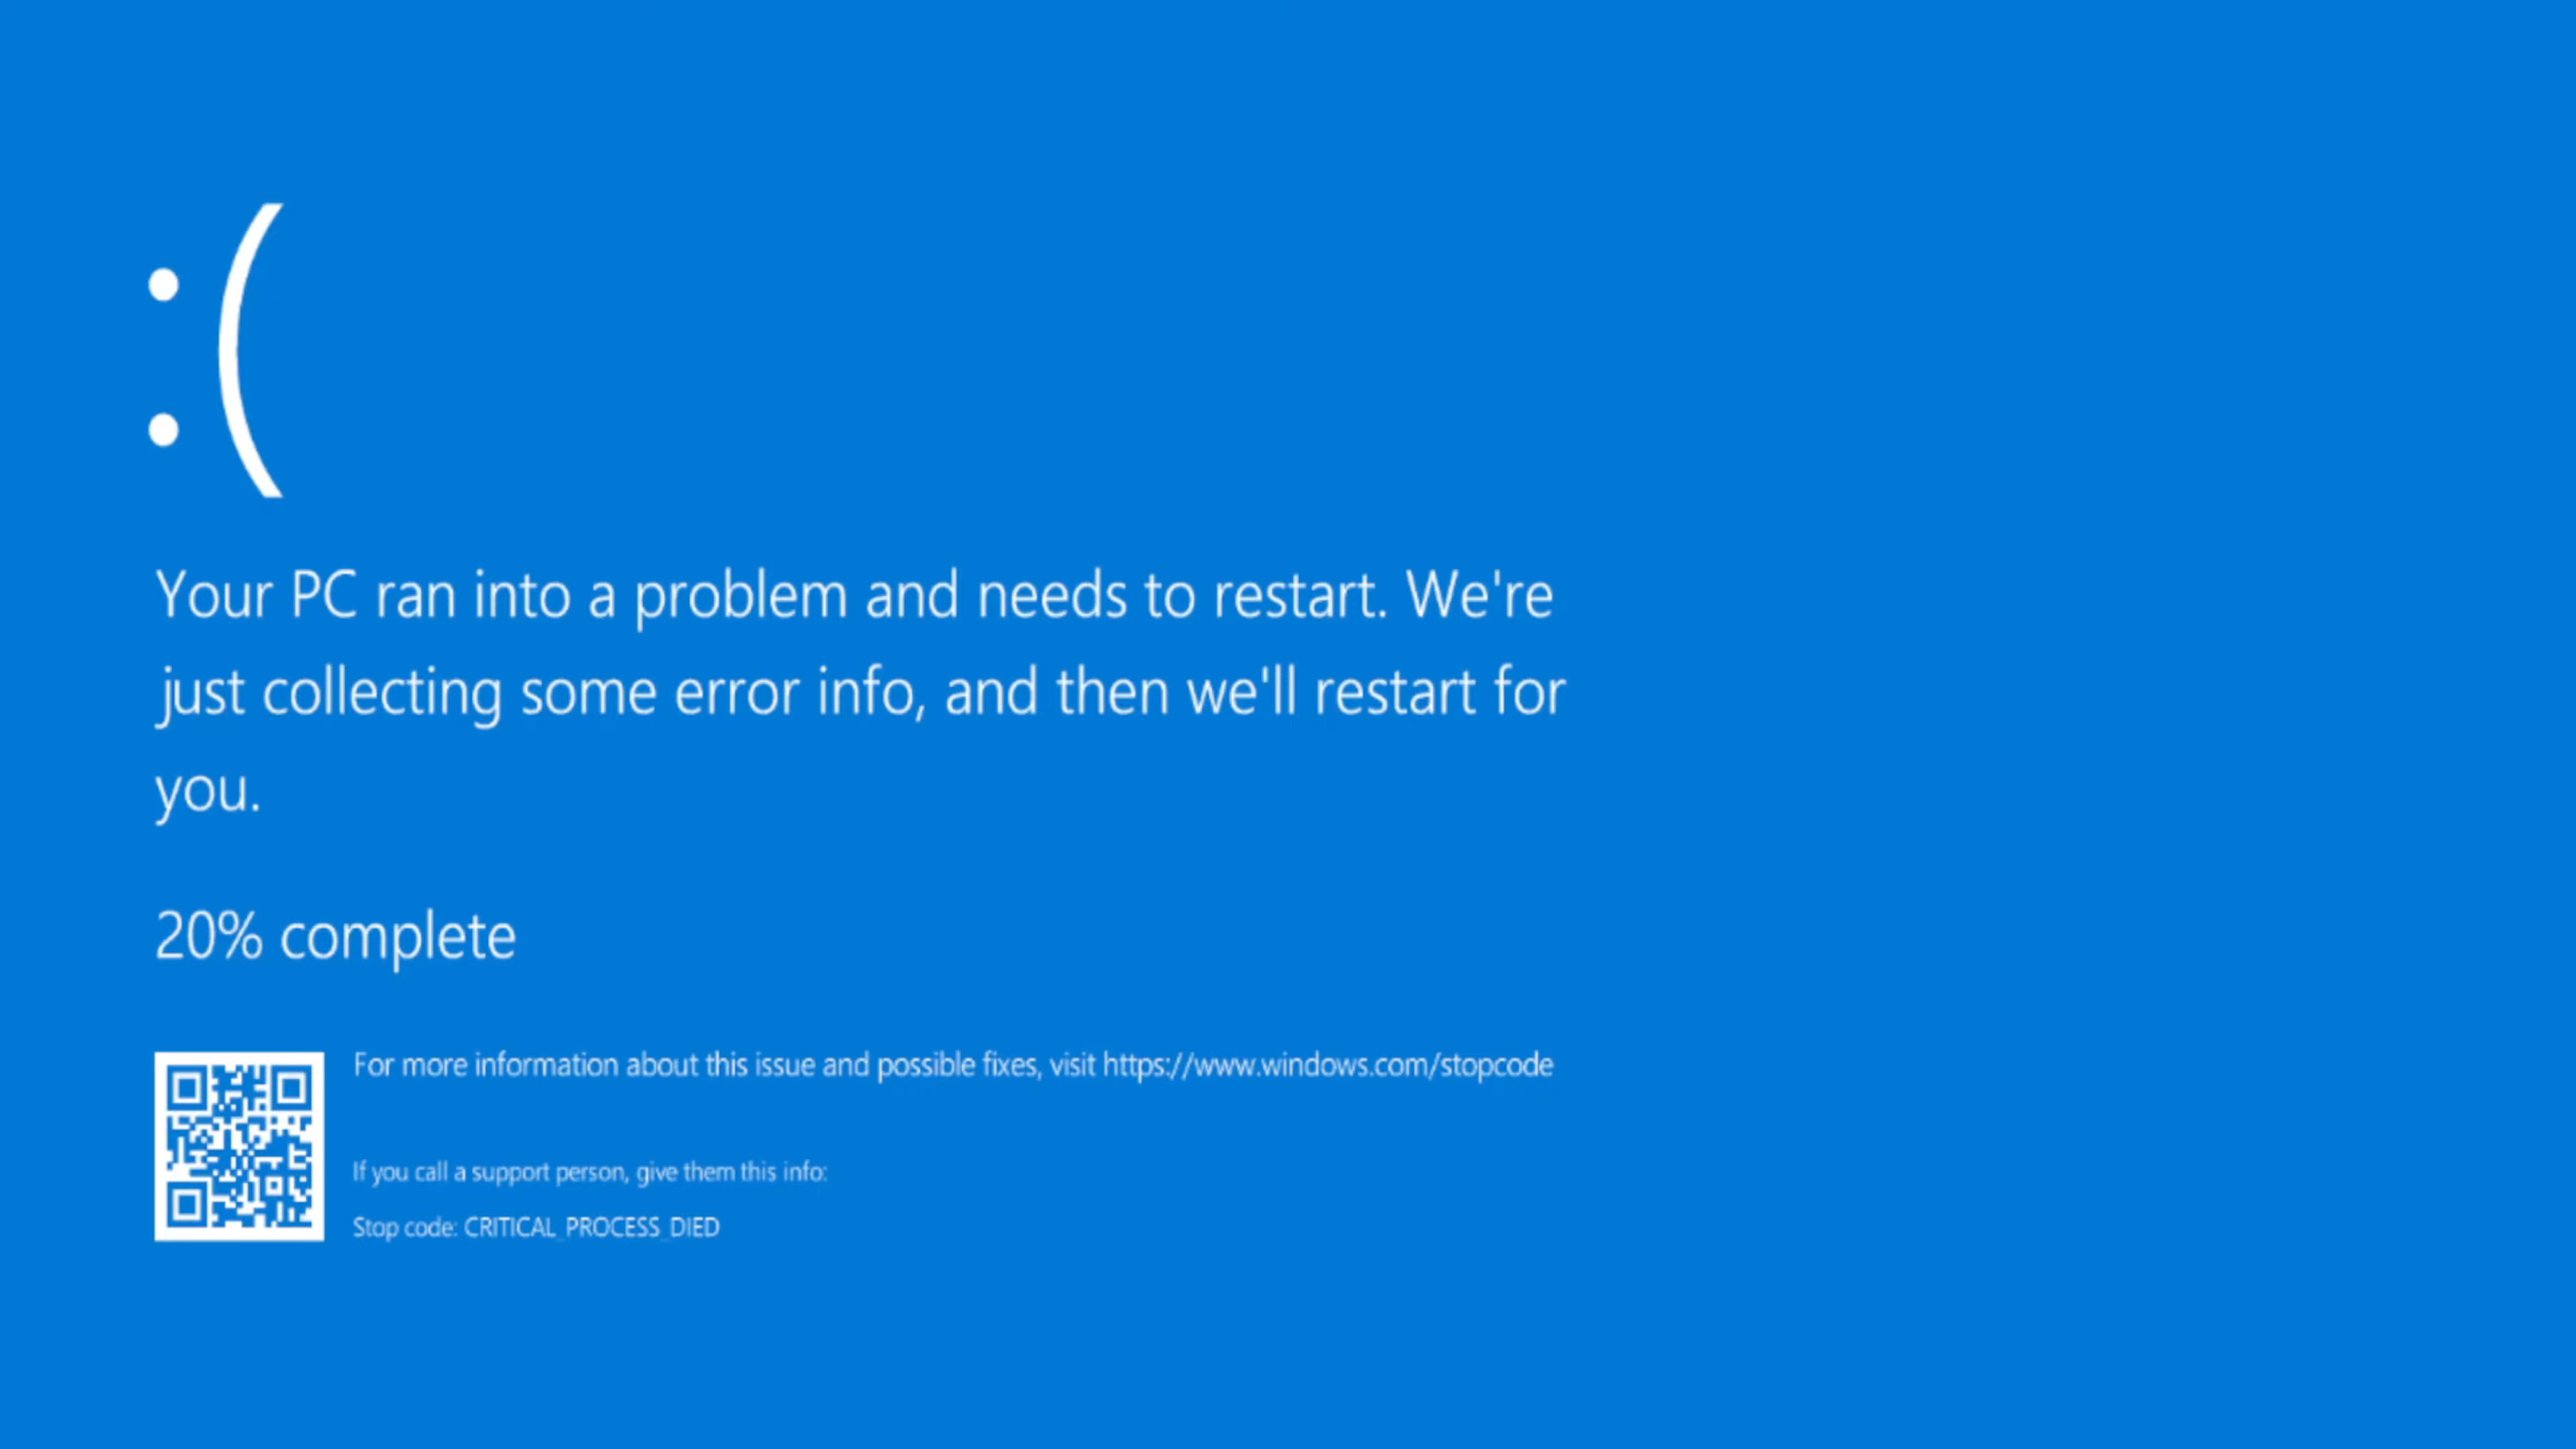 :(
Your PC ran into a problem and needs to restart. We're
just collecting some error info, and then we'll restart for
you.
20% complete
For more information about this issue and possible fixes, visit https://www.windows.com/stopcode
If you call a support person, give them this info:
Stop code: CRITICAL_PROCESS_DIED